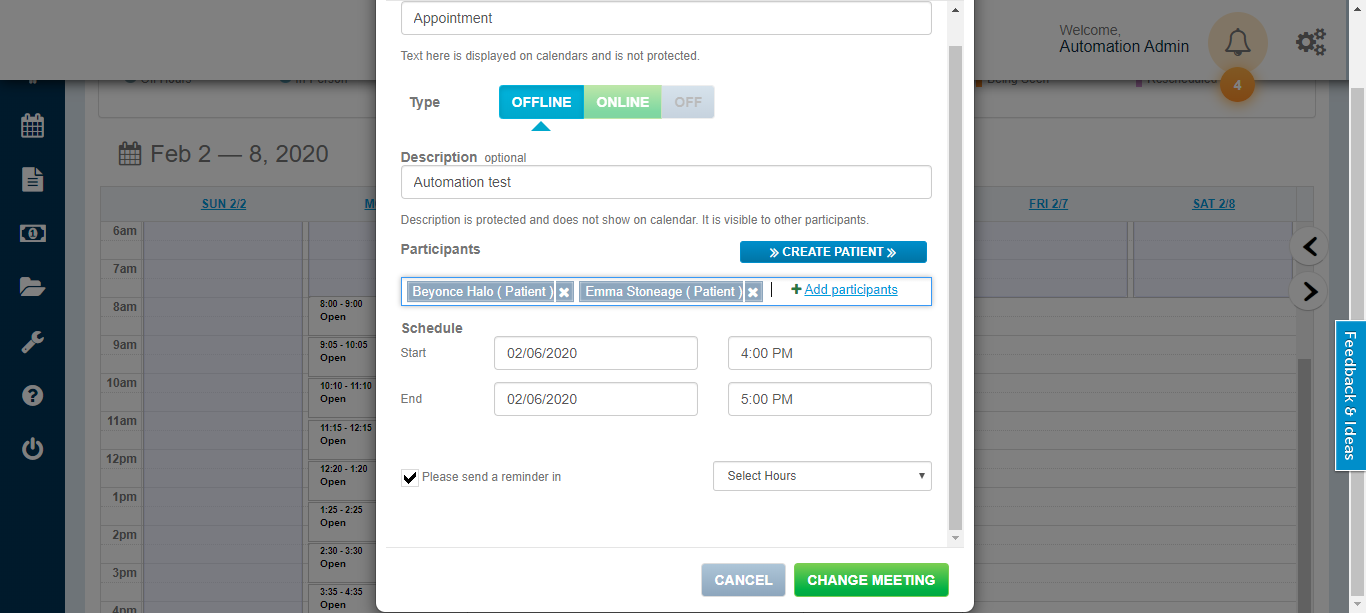 Appointment
Welcome,
Automation Admin
Text here is displayed on calendars and is not protected.
Off Hours
In Person
Being Seen
Rescheduled
4
Type
OFFLINE
ONLINE
OFF
Feb 2 — 8, 2020
Description optional
Automation test
SUN 2/2
FRI 2/7
SAT 2/8
Description is protected and does not show on calendar. It is visible to other participants.
Participants
CREATE PATIENT
Beyonce Halo ( Patient )
Emma Stoneage ( Patient )
Add participants
Schedule
Start
02/06/2020
4:00 PM
End
02/06/2020
5:00 PM
Please send a reminder in
Select Hours
CANCEL
CHANGE MEETING
6am
7am
8am
9am
10am
11am
12pm
1pm
2pm
3pm
4pm
8:00 - 9:00
Open
9:05 - 10:05
Open
10:10 - 11:10
Open
11:15 - 12:15
Open
12:20 - 1:20
Open
1:25 - 2:25
Open
2:30 - 3:30
Open
3:35 - 4:35
Open
Feedback & Ideas